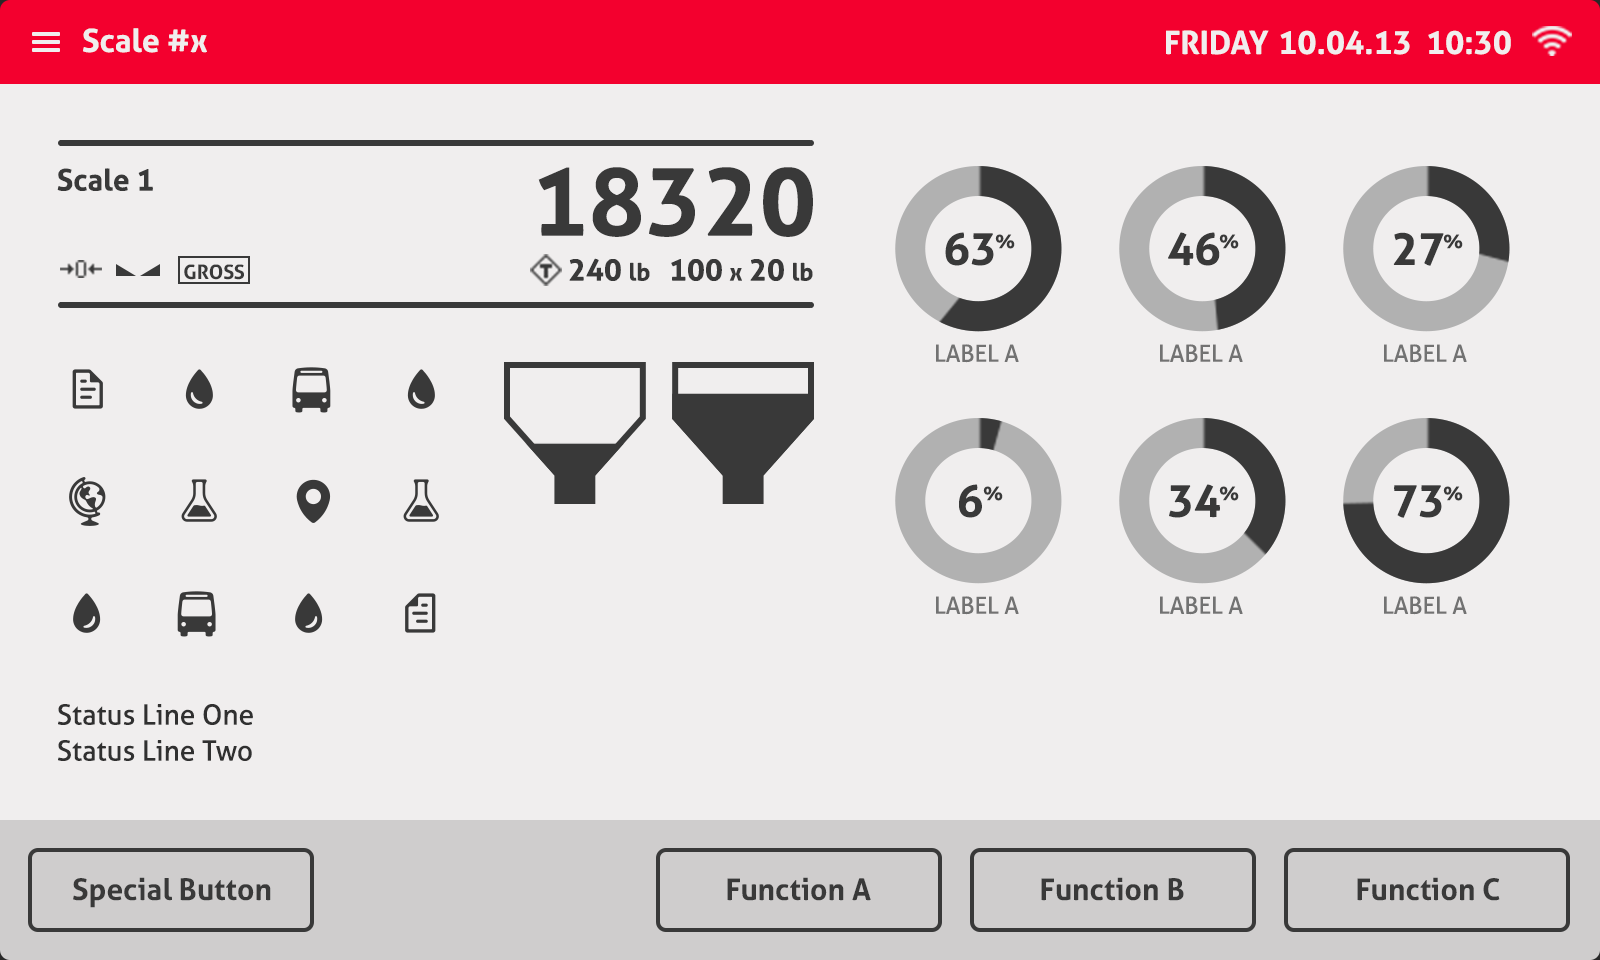 Scale #x
FRIDAY 10.04.13 10:30
Scale 1
18320
→0← GROSS
T 240 lb 100 x 20 lb
63% 46% 27%
LABEL A LABEL A LABEL A
6% 34% 73%
LABEL A LABEL A LABEL A
Status Line One
Status Line Two
Special Button Function A Function B Function C